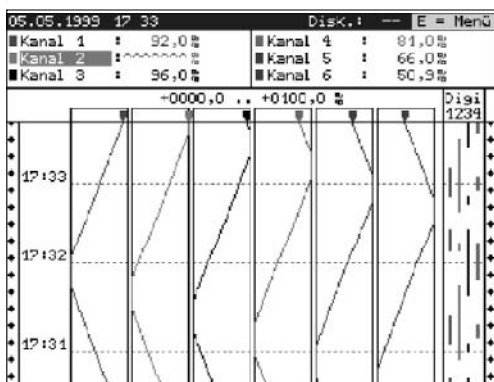 05.05.1999 17 33 Disk.: -- E = Menü
Kanal 1 : 92,0%
Kanal 2 :
Kanal 3 : 96,0%
Kanal 4 : 81,0%
Kanal 5 : 66,0%
Kanal 6 : 50,9%
+0000,0 .. +0100,0 % Digi
1234
17:33
17:32
17:31